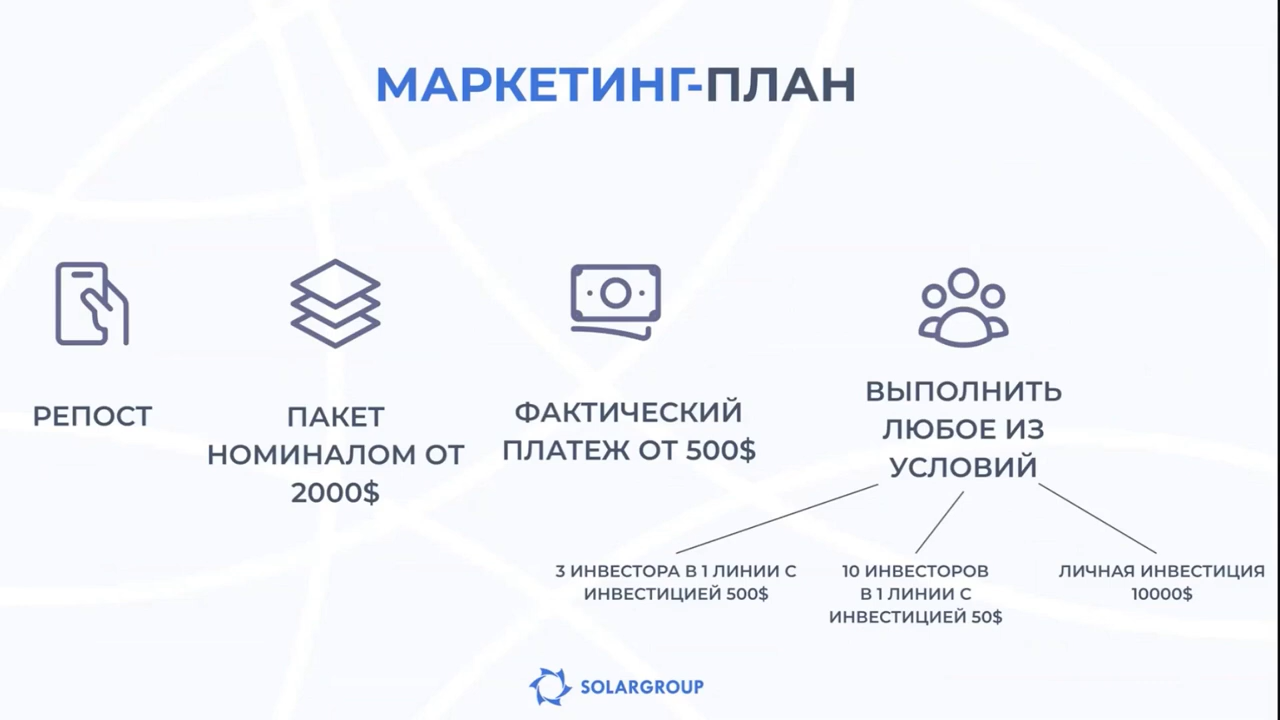 МАРКЕТИНГ-ПЛАН
РЕПОСТ
ПАКЕТ
НОМИНАЛОМ ОТ
2000$
ФАКТИЧЕСКИЙ
ПЛАТЕЖ ОТ 500$
ВЫПОЛНИТЬ
ЛЮБОЕ ИЗ
УСЛОВИЙ
3 ИНВЕСТОРА В 1 ЛИНИИ С
ИНВЕСТИЦИЕЙ 500$
10 ИНВЕСТОРОВ
В 1 ЛИНИИ С
ИНВЕСТИЦИЕЙ 50$
ЛИЧНАЯ ИНВЕСТИЦИЯ
10000$
SOLARGROUP